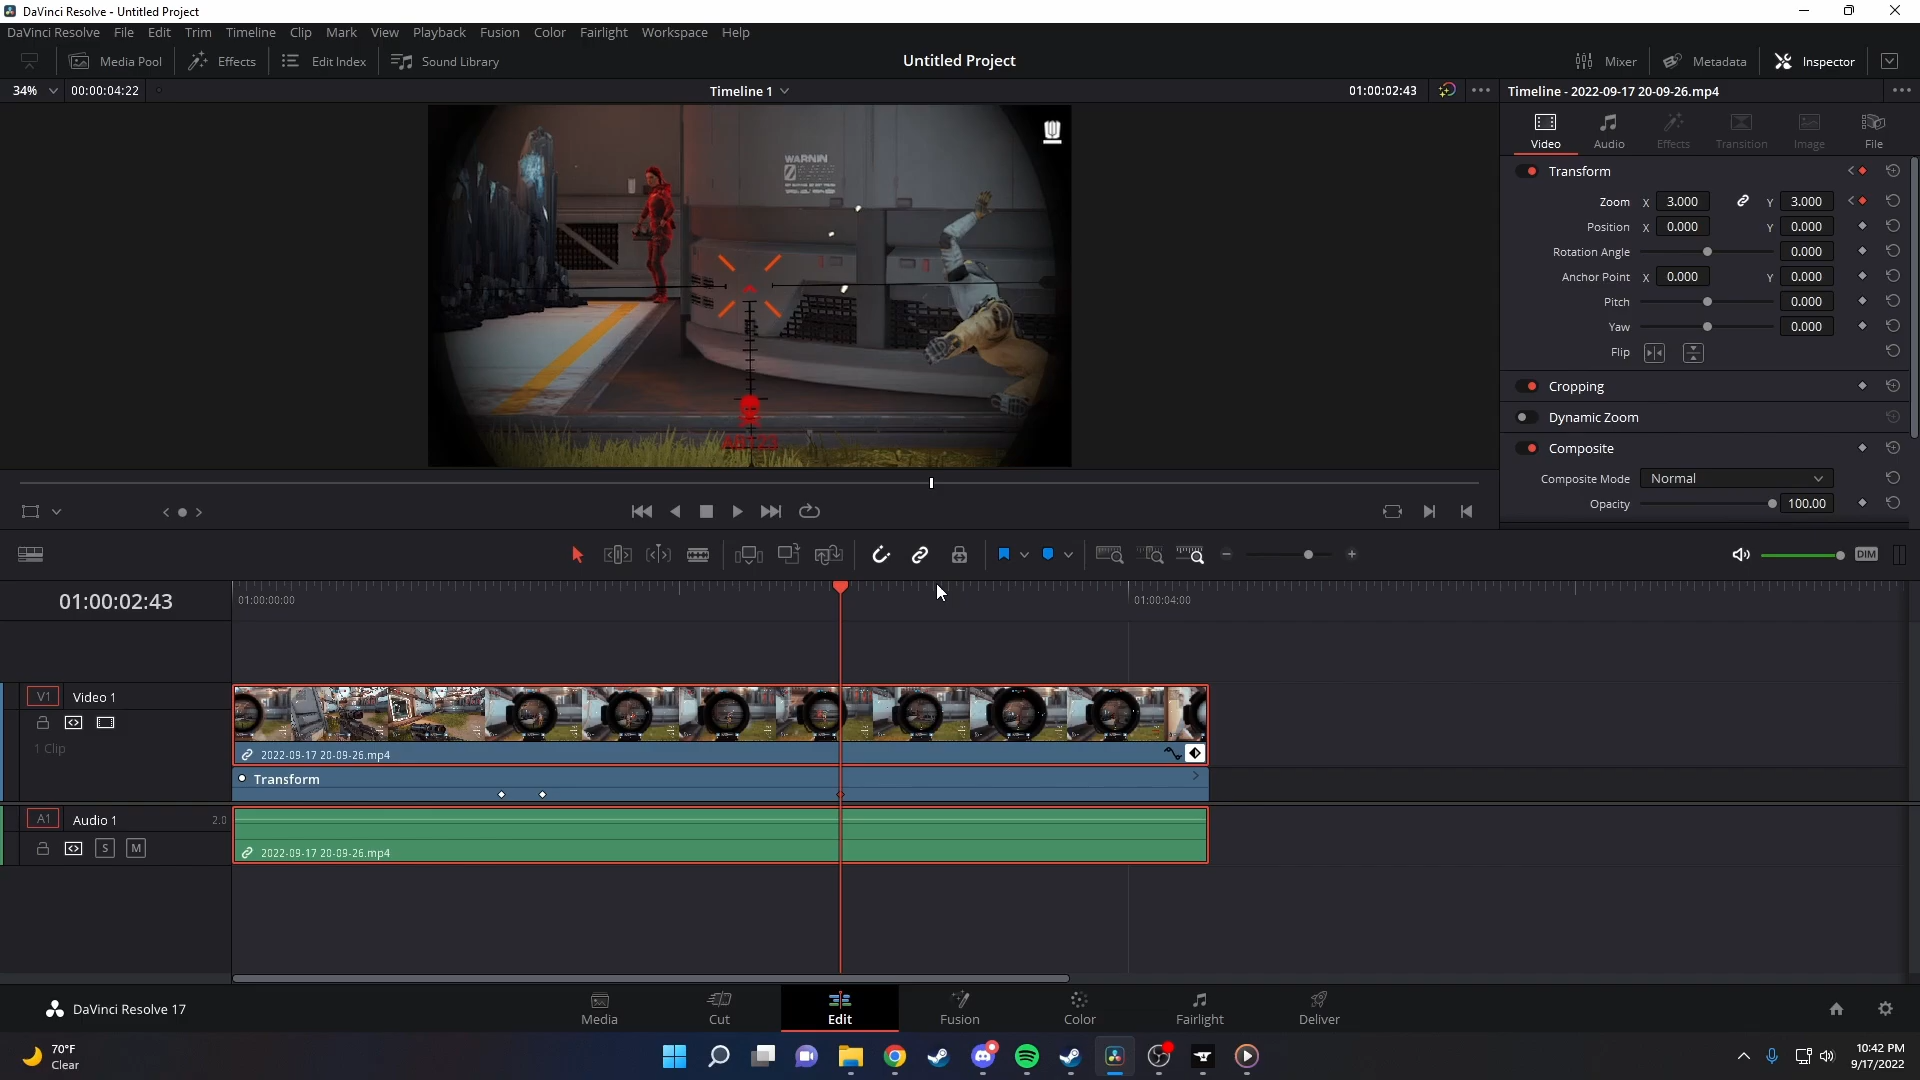 DaVinci Resolve - Untitled Project
DaVinci Resolve File Edit Trim Timeline Clip Mark View Playback Fusion Color Fairlight Workspace Help
Media Pool Effects Edit Index Sound Library Untitled Project Mixer Metadata Inspector
34% 00:00:04:22 Timeline 1 01:00:02:43 Timeline - 2022-09-17 20-09-26.mp4
Video Audio Effects Transition Image File
WARNIN
Transform
Zoom X 3.000 Y 3.000
Position X 0.000 Y 0.000
Rotation Angle 0.000
Anchor Point X 0.000 Y 0.000
Pitch 0.000
Yaw 0.000
Flip
Cropping
Dynamic Zoom
Composite
Composite Mode Normal
Opacity 100.00
DIM
01:00:02:43 01:00:00:00 01:00:04:00
V1 Video 1
1 Clip
2022-09-17 20-09-26.mp4
Transform
A1 Audio 1 2.0
S M
2022-09-17 20-09-26.mp4
DaVinci Resolve 17 Media Cut Edit Fusion Color Fairlight Deliver
70°F
Clear
10:42 PM
9/17/2022